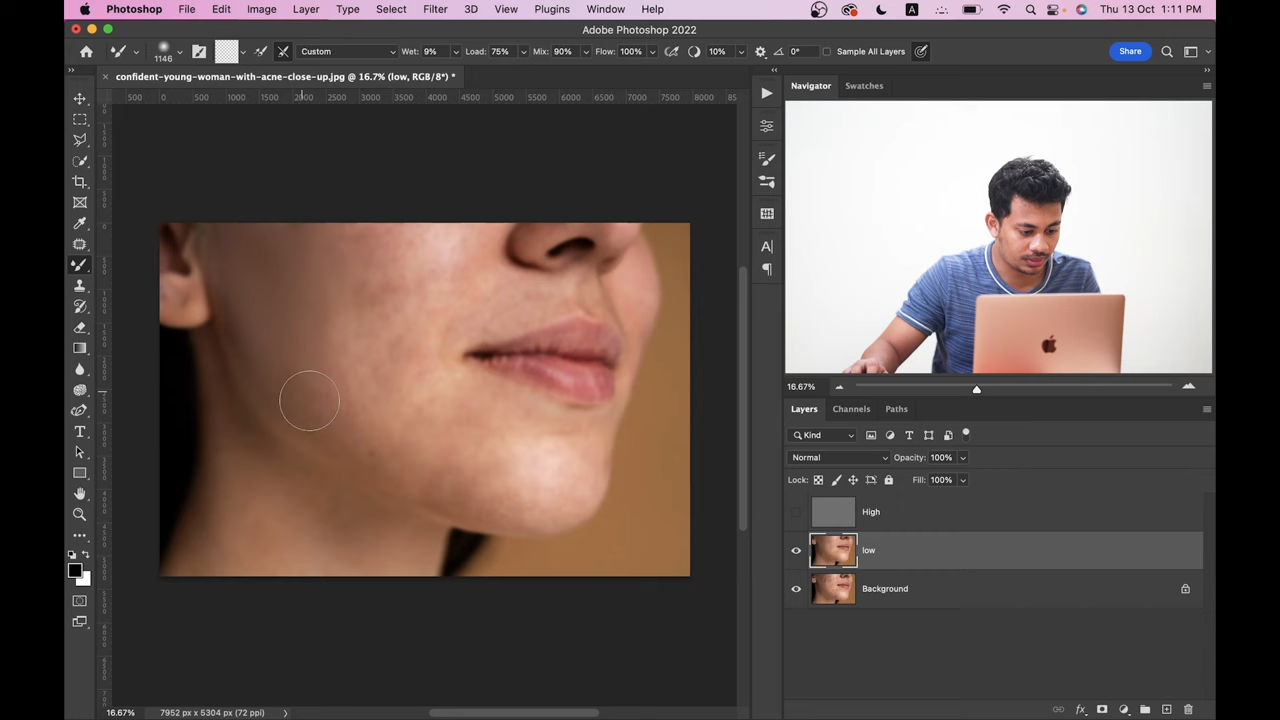 Photoshop File Edit Image Layer Type Select Filter 3D View Plugins Window Help A Thu 13 Oct 1:11 PM
Adobe Photoshop 2022
1146 Custom Wet: 9% Load: 75% Mix: 90% Flow: 100% 10% 0° Sample All Layers Share
confident-young-woman-with-acne-close-up.jpg @ 16.7% (low, RGB/8*) *
500 0 500 1000 1500 2000 2500 3000 3500 4000 4500 5000 5500 6000 6500 7000 7500 8000 85
Navigator Swatches
16.67%
Layers Channels Paths
Kind
Normal Opacity: 100%
Lock: Fill: 100%
High
low
Background
16.67% 7952 px x 5304 px (72 ppi)